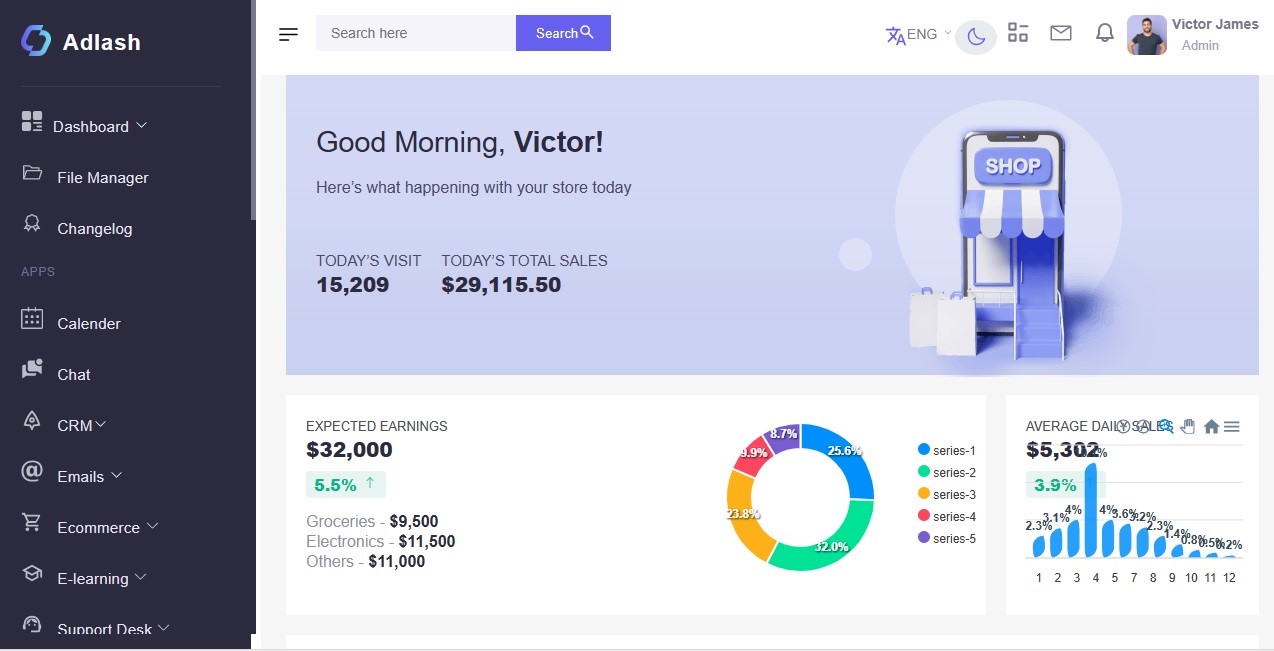 Adlash
Search here
Search
ENG
Victor James
Admin
Dashboard
File Manager
Changelog
APPS
Calender
Chat
CRM
Emails
Ecommerce
E-learning
Support Desk
Good Morning, Victor!
Here’s what happening with your store today
TODAY’S VISIT
15,209
TODAY’S TOTAL SALES
$29,115.50
SHOP
EXPECTED EARNINGS
$32,000
5.5% ↑
Groceries - $9,500
Electronics - $11,500
Others - $11,000
8.7%
25.6%
9.9%
23.8%
32.0%
series-1
series-2
series-3
series-4
series-5
AVERAGE DAILY SALES
$5,302
3.9%
2.3%
3.1%
4%
4%
3.6%
3.2%
2.3%
1.4%
0.8%
0.5%
0.2%
1 2 3 4 5 6 7 8 9 10 11 12